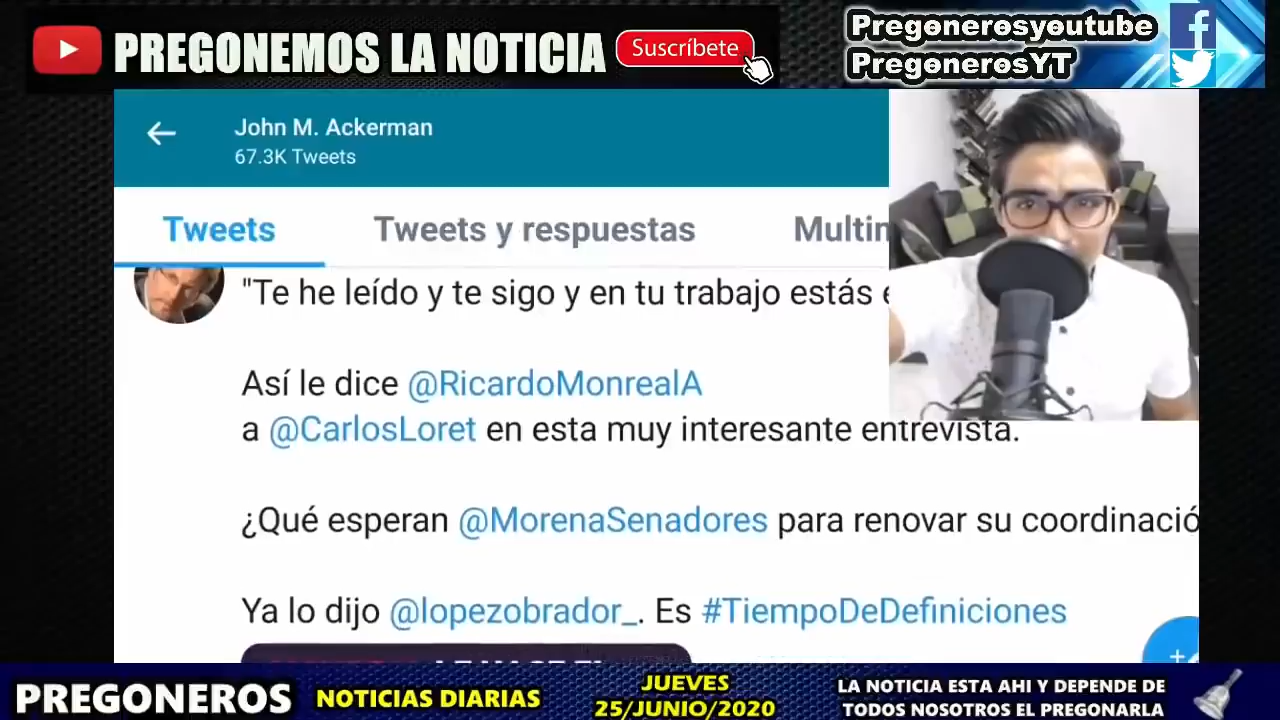 PREGONEMOS LA NOTICIA
Suscríbete
Pregonerosyoutube
PregonerosYT
John M. Ackerman
67.3K Tweets
Tweets
Tweets y respuestas
"Te he leído y te sigo y en tu trabajo estás
Así le dice @RicardoMonrealA
a @CarlosLoret en esta muy interesante entrevista.
¿Qué esperan @MorenaSenadores para renovar su coordinació
Ya lo dijo @lopezobrador_. Es #TiempoDeDefiniciones
PREGONEROS
NOTICIAS DIARIAS
JUEVES
25/JUNIO/2020
LA NOTICIA ESTA AHI Y DEPENDE DE
TODOS NOSOTROS EL PREGONARLA